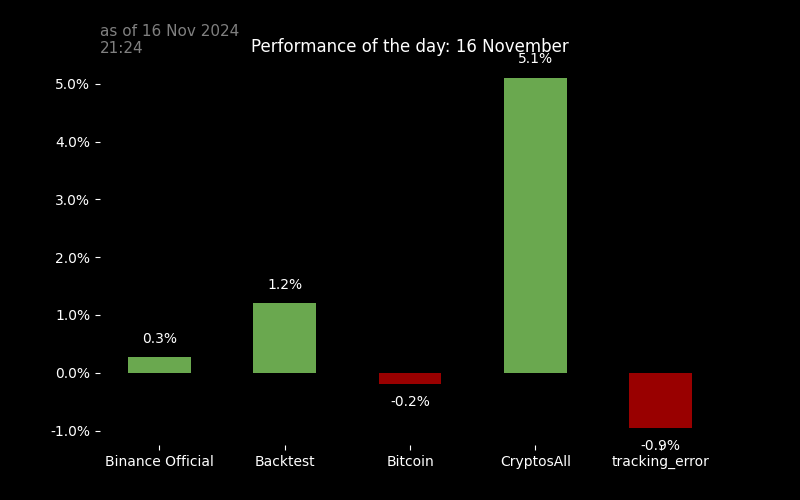 as of 16 Nov 2024
21:24
Performance of the day: 16 November
5.1%
5.0%
4.0%
3.0%
2.0%
1.2%
1.0%
0.3%
0.0%
-0.2%
-1.0%
-0.9%
Binance Official
Backtest
Bitcoin
CryptosAll
tracking_error